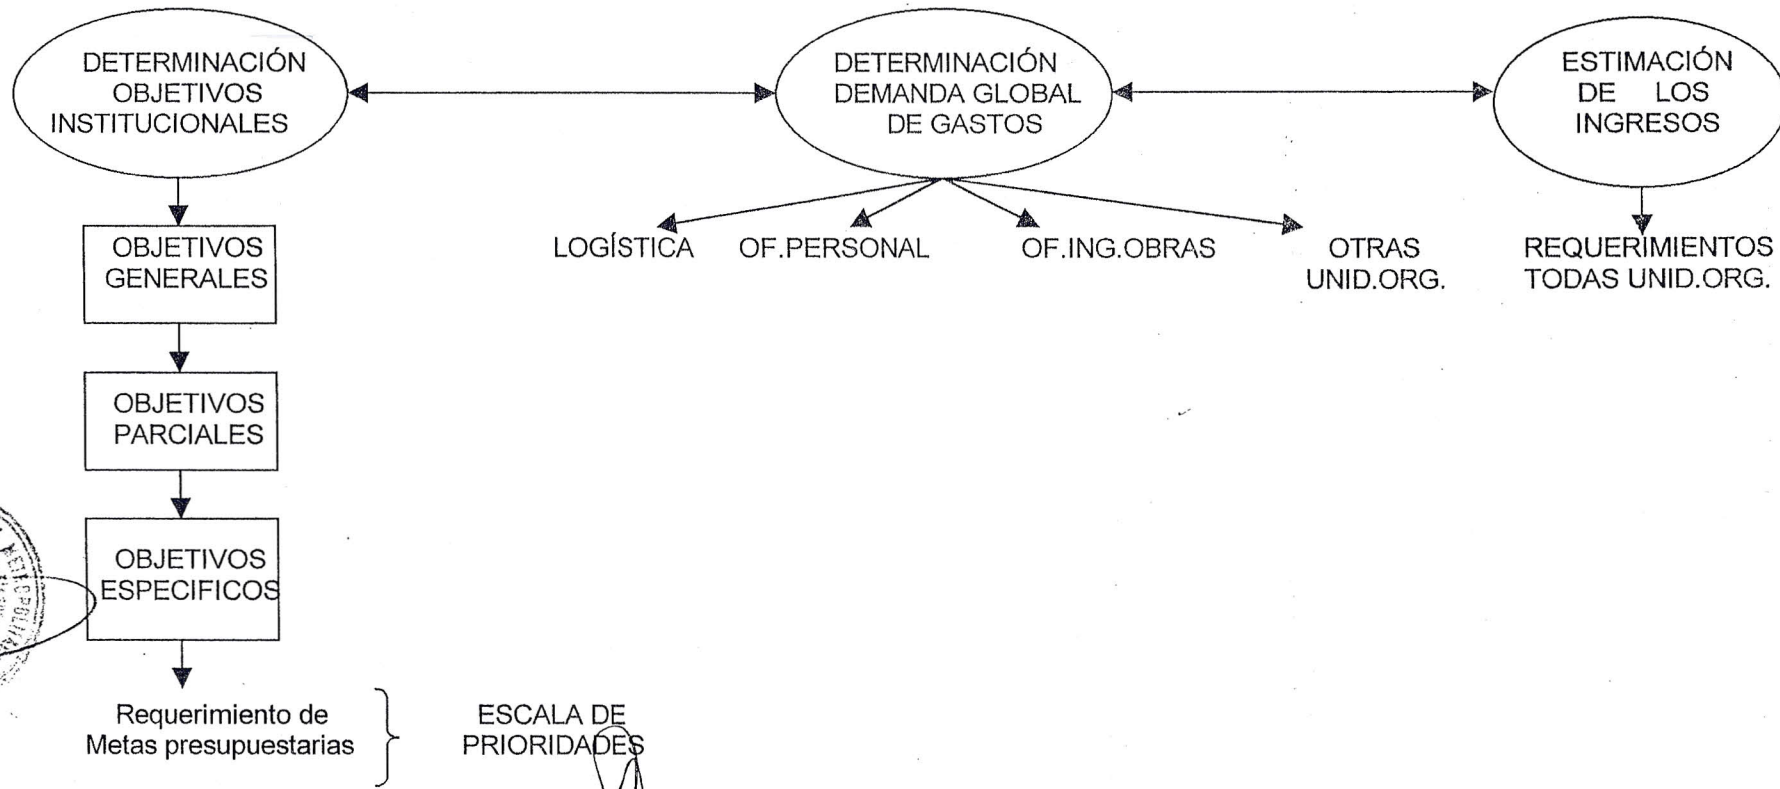 DETERMINACIÓN
OBJETIVOS
INSTITUCIONALES
DETERMINACIÓN
DEMANDA GLOBAL
DE GASTOS
ESTIMACIÓN
DE LOS
INGRESOS
OBJETIVOS
GENERALES
LOGÍSTICA
OF.PERSONAL
OF.ING.OBRAS
OTRAS
UNID.ORG.
REQUERIMIENTOS
TODAS UNID.ORG.
OBJETIVOS
PARCIALES
OBJETIVOS
ESPECIFICOS
Requerimiento de
Metas presupuestarias
ESCALA DE
PRIORIDADES